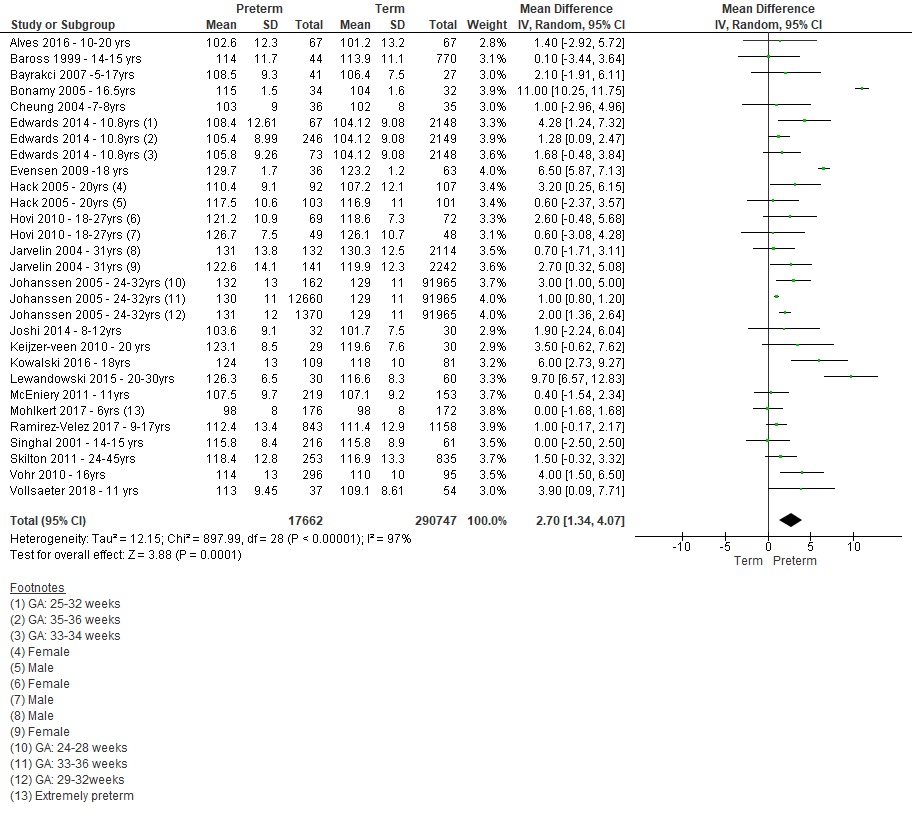 Preterm Term Mean Difference Mean Difference
Study or Subgroup Mean SD Total Mean SD Total Weight IV, Random, 95% CI IV, Random, 95% CI
Alves 2016 - 10-20 yrs 102.6 12.3 67 101.2 13.2 67 2.8% 1.40 [-2.92, 5.72]
Baross 1999 - 14-15 yrs 114 11.7 44 113.9 11.1 770 3.1% 0.10 [-3.44, 3.64]
Bayrakci 2007 -5-17yrs 108.5 9.3 41 106.4 7.5 27 2.9% 2.10 [-1.91, 6.11]
Bonamy 2005 - 16.5yrs 115 1.5 34 104 1.6 32 3.9% 11.00 [10.25, 11.75]
Cheung 2004 -7-8yrs 103 9 36 102 8 35 2.9% 1.00 [-2.96, 4.96]
Edwards 2014 - 10.8yrs (1) 108.4 12.61 67 104.12 9.08 2148 3.3% 4.28 [1.24, 7.32]
Edwards 2014 - 10.8yrs (2) 105.4 8.99 246 104.12 9.08 2149 3.8% 1.28 [0.09, 2.47]
Edwards 2014 - 10.8yrs (3) 105.8 9.26 73 104.12 9.08 2148 3.6% 1.68 [-0.48, 3.84]
Evensen 2009 -18 yrs 129.7 1.7 36 123.2 1.2 63 4.0% 6.50 [5.87, 7.13]
Hack 2005 - 20yrs (4) 110.4 9.1 92 107.2 12.1 107 3.3% 3.20 [0.25, 6.15]
Hack 2005 - 20yrs (5) 117.5 10.6 103 116.9 11 101 3.3% 0.60 [-2.37, 3.57]
Hovi 2010 - 18-27yrs (6) 121.2 10.9 69 118.6 7.3 72 3.3% 2.60 [-0.48, 5.68]
Hovi 2010 - 18-27yrs (7) 126.7 7.5 49 126.1 10.7 48 3.0% 0.60 [-3.08, 4.28]
Jarvelin 2004 - 31yrs (8) 131 13.8 132 130.3 12.5 2114 3.5% 0.70 [-1.71, 3.11]
Jarvelin 2004 - 31yrs (9) 122.6 14.1 141 119.9 12.3 2242 3.5% 2.70 [0.32, 5.08]
Johanssen 2005 - 24-32yrs (10) 132 13 162 129 11 91965 3.6% 3.00 [1.00, 5.00]
Johanssen 2005 - 24-32yrs (11) 130 11 12660 129 11 91965 4.0% 1.00 [0.80, 1.20]
Johanssen 2005 - 24-32yrs (12) 131 12 1370 129 11 91965 4.0% 2.00 [1.36, 2.64]
Joshi 2014 - 8-12yrs 103.6 9.1 32 101.7 7.5 30 2.9% 1.90 [-2.24, 6.04]
Keijzer-veen 2010 - 20 yrs 123.1 8.5 29 119.6 7.6 30 2.9% 3.50 [-0.62, 7.62]
Kowalski 2016 - 18yrs 124 13 109 118 10 81 3.2% 6.00 [2.73, 9.27]
Lewandowski 2015 - 20-30yrs 126.3 6.5 30 116.6 8.3 60 3.2% 9.70 [6.57, 12.83]
McEniery 2011 - 11yrs 107.5 9.7 219 107.1 9.2 153 3.7% 0.40 [-1.54, 2.34]
Mohlkert 2017 - 6yrs (13) 98 8 176 98 8 172 3.7% 0.00 [-1.68, 1.68]
Ramirez-Velez 2017 - 9-17yrs 112.4 13.4 843 111.4 12.9 1158 3.8% 1.00 [-0.17, 2.17]
Singhal 2001 - 14-15 yrs 115.8 8.4 216 115.8 8.9 61 3.5% 0.00 [-2.50, 2.50]
Skilton 2011 - 24-45yrs 118.4 12.8 253 116.9 13.3 835 3.7% 1.50 [-0.32, 3.32]
Vohr 2010 - 16yrs 114 13 296 110 10 95 3.5% 4.00 [1.50, 6.50]
Vollsaeter 2018 - 11 yrs 113 9.45 37 109.1 8.61 54 3.0% 3.90 [0.09, 7.71]
Total (95% CI) 17662 290747 100.0% 2.70 [1.34, 4.07]
Heterogeneity: Tau² = 12.15; Chi² = 897.99, df = 28 (P < 0.00001); I² = 97%
Test for overall effect: Z = 3.88 (P = 0.0001)
-10 -5 0 5 10
Term Preterm
Footnotes
(1) GA: 25-32 weeks
(2) GA: 35-36 weeks
(3) GA: 33-34 weeks
(4) Female
(5) Male
(6) Female
(7) Male
(8) Male
(9) Female
(10) GA: 24-28 weeks
(11) GA: 33-36 weeks
(12) GA: 29-32weeks
(13) Extremely preterm